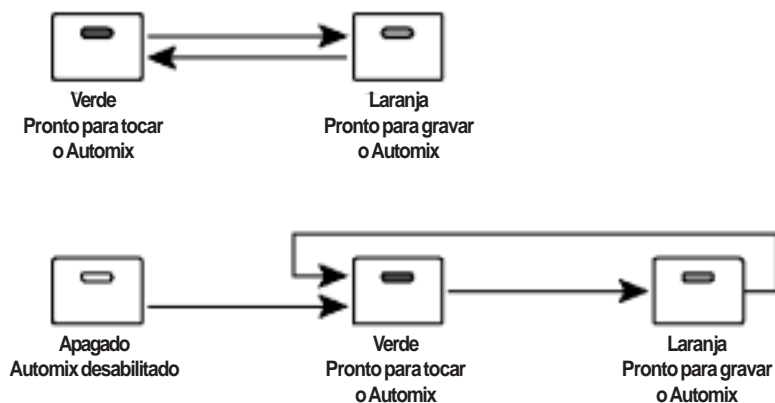 Verde
Pronto para tocar
o Automix
Laranja
Pronto para gravar
o Automix
Apagado
Automix desabilitado
Verde
Pronto para tocar
o Automix
Laranja
Pronto para gravar
o Automix